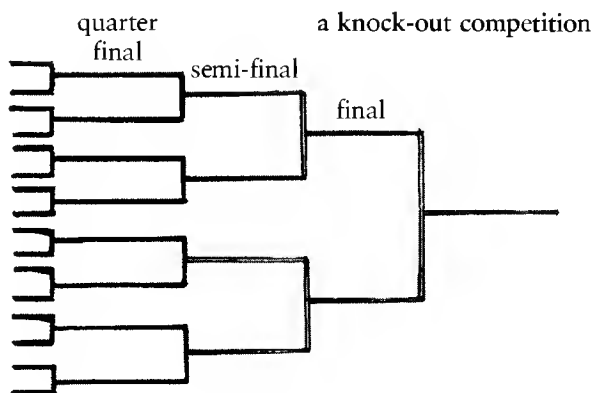 quarter
final
a knock-out competition
semi-final
final